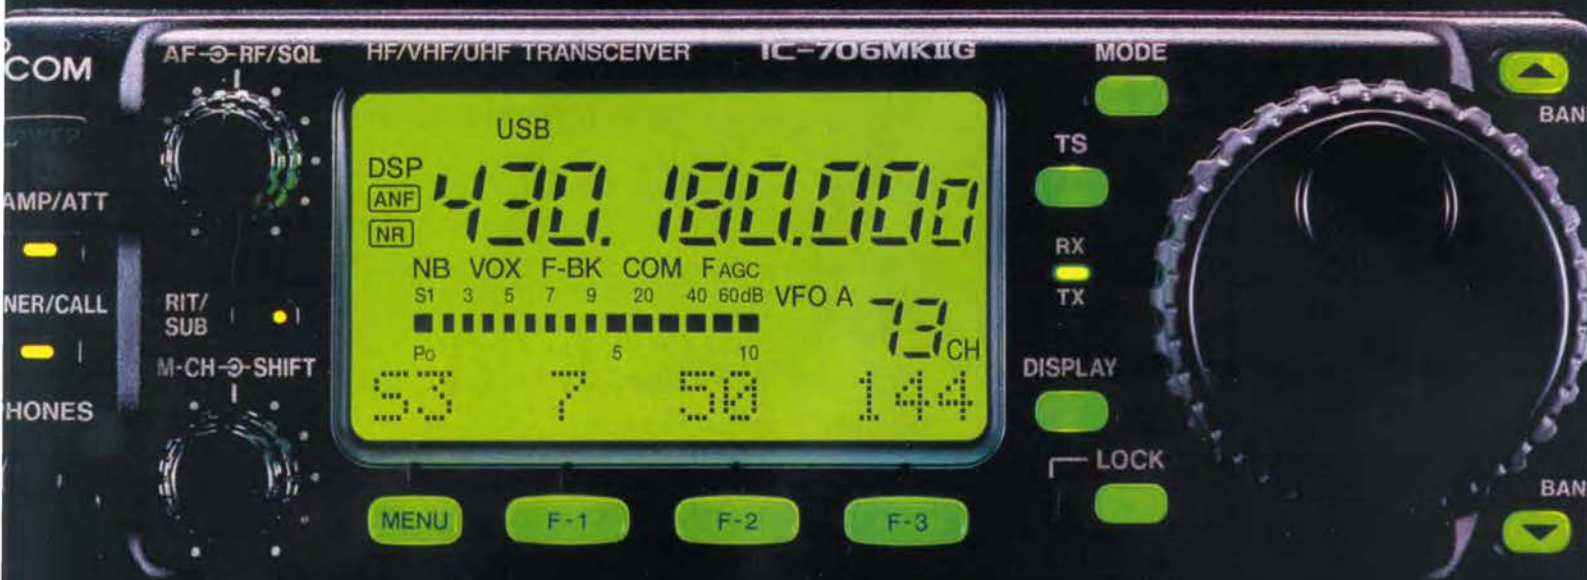 COM
AF RF/SQL
HF/VHF/UHF TRANSCEIVER
IC-706MKIIG
MODE
BAN
POWER
USB
DSP
430.180.000
ANF
NR
TS
AMP/ATT
NB VOX F-BK COM FAGC
S1 3 5 7 9 20 40 60dB
VFO A
73CH
RX
TX
NER/CALL
RIT/
SUB
Po 5 10
M-CH SHIFT
S3 7 50 144
DISPLAY
HONES
LOCK
MENU
F-1
F-2
F-3
BAN